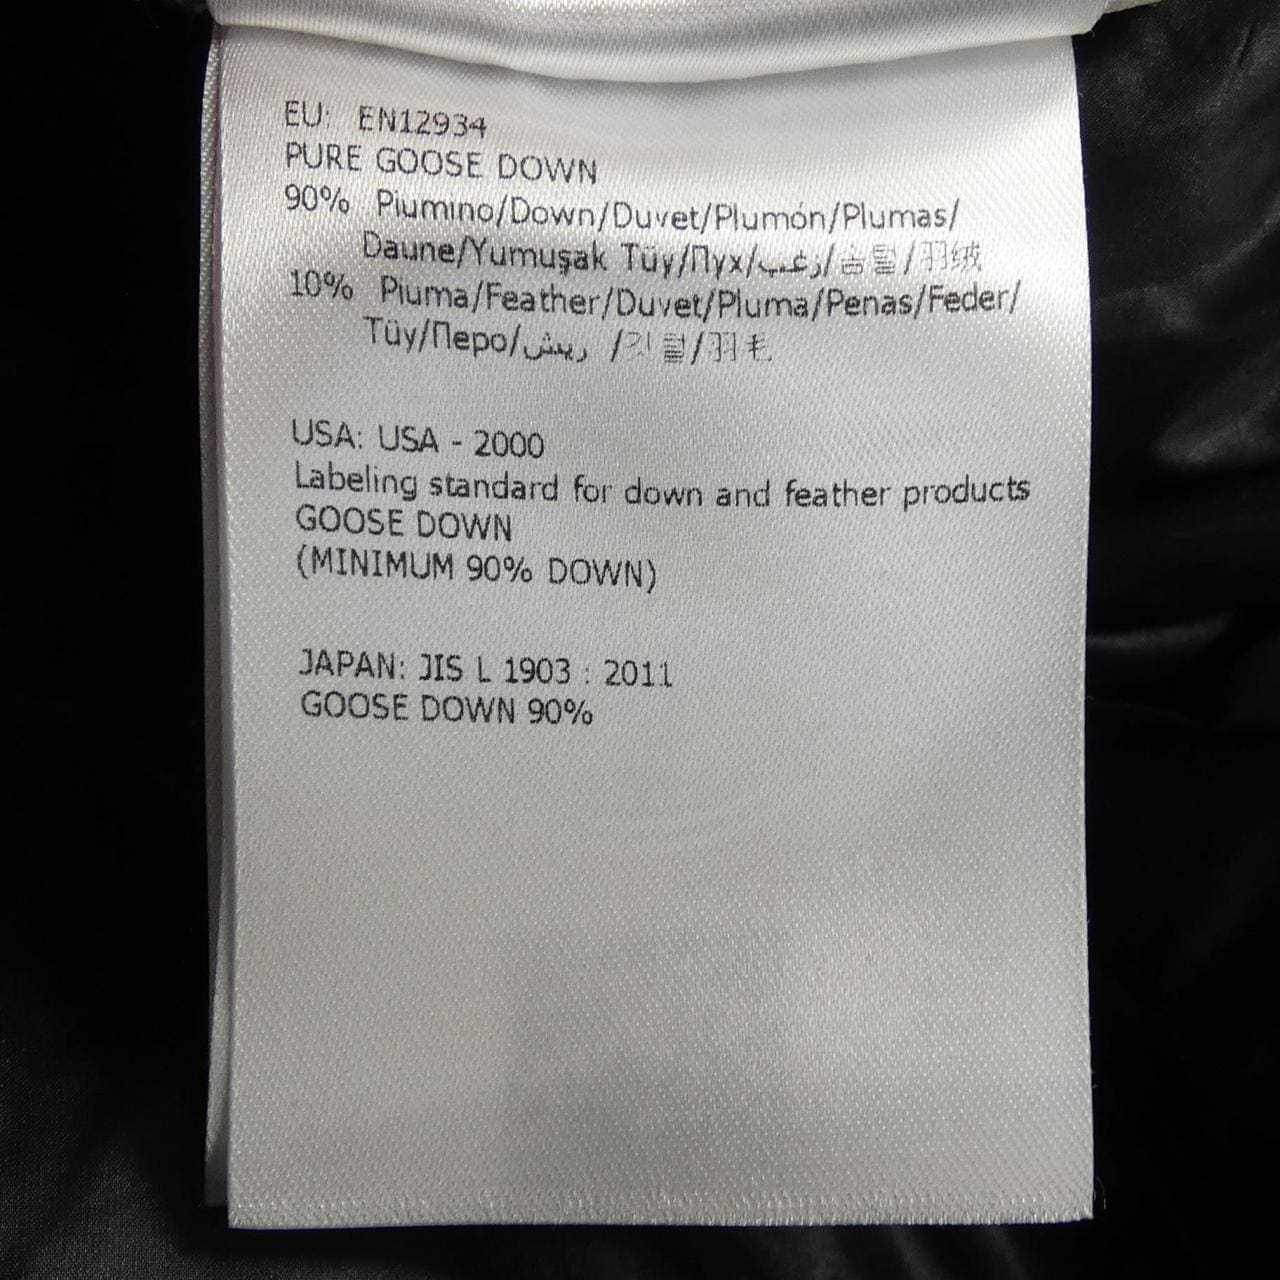 EU: EN12934
PURE GOOSE DOWN
90% Piumino/Down/Duvet/Plumón/Plumas/
Daune/Yumuşak Tüy/Пух/زغب/솜털/羽绒
10% Piuma/Feather/Duvet/Pluma/Penas/Feder/
Tüy/Перо/ريش /깃털/羽毛
USA: USA - 2000
Labeling standard for down and feather products
GOOSE DOWN
(MINIMUM 90% DOWN)
JAPAN: JIS L 1903 : 2011
GOOSE DOWN 90%